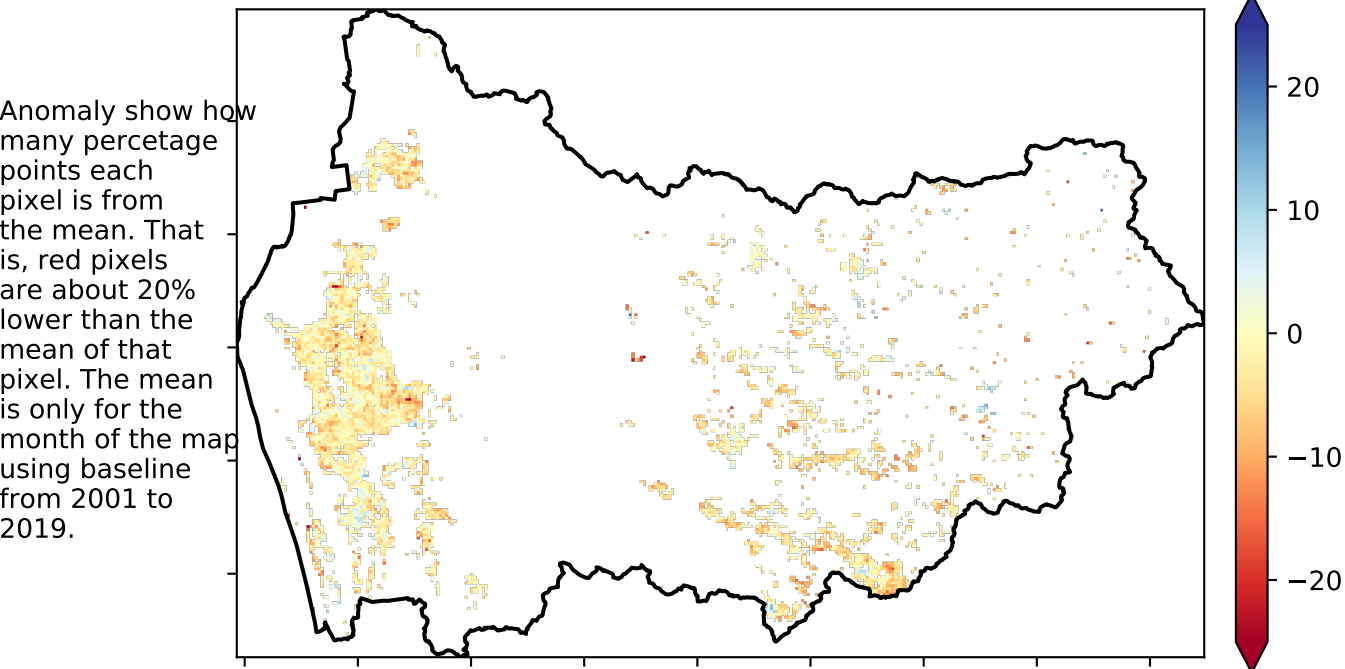 Anomaly show how
many percetage
points each
pixel is from
the mean. That
is, red pixels
are about 20%
lower than the
mean of that
pixel. The mean
is only for the
month of the map
using baseline
from 2001 to
2019.
20
10
0
−10
−20